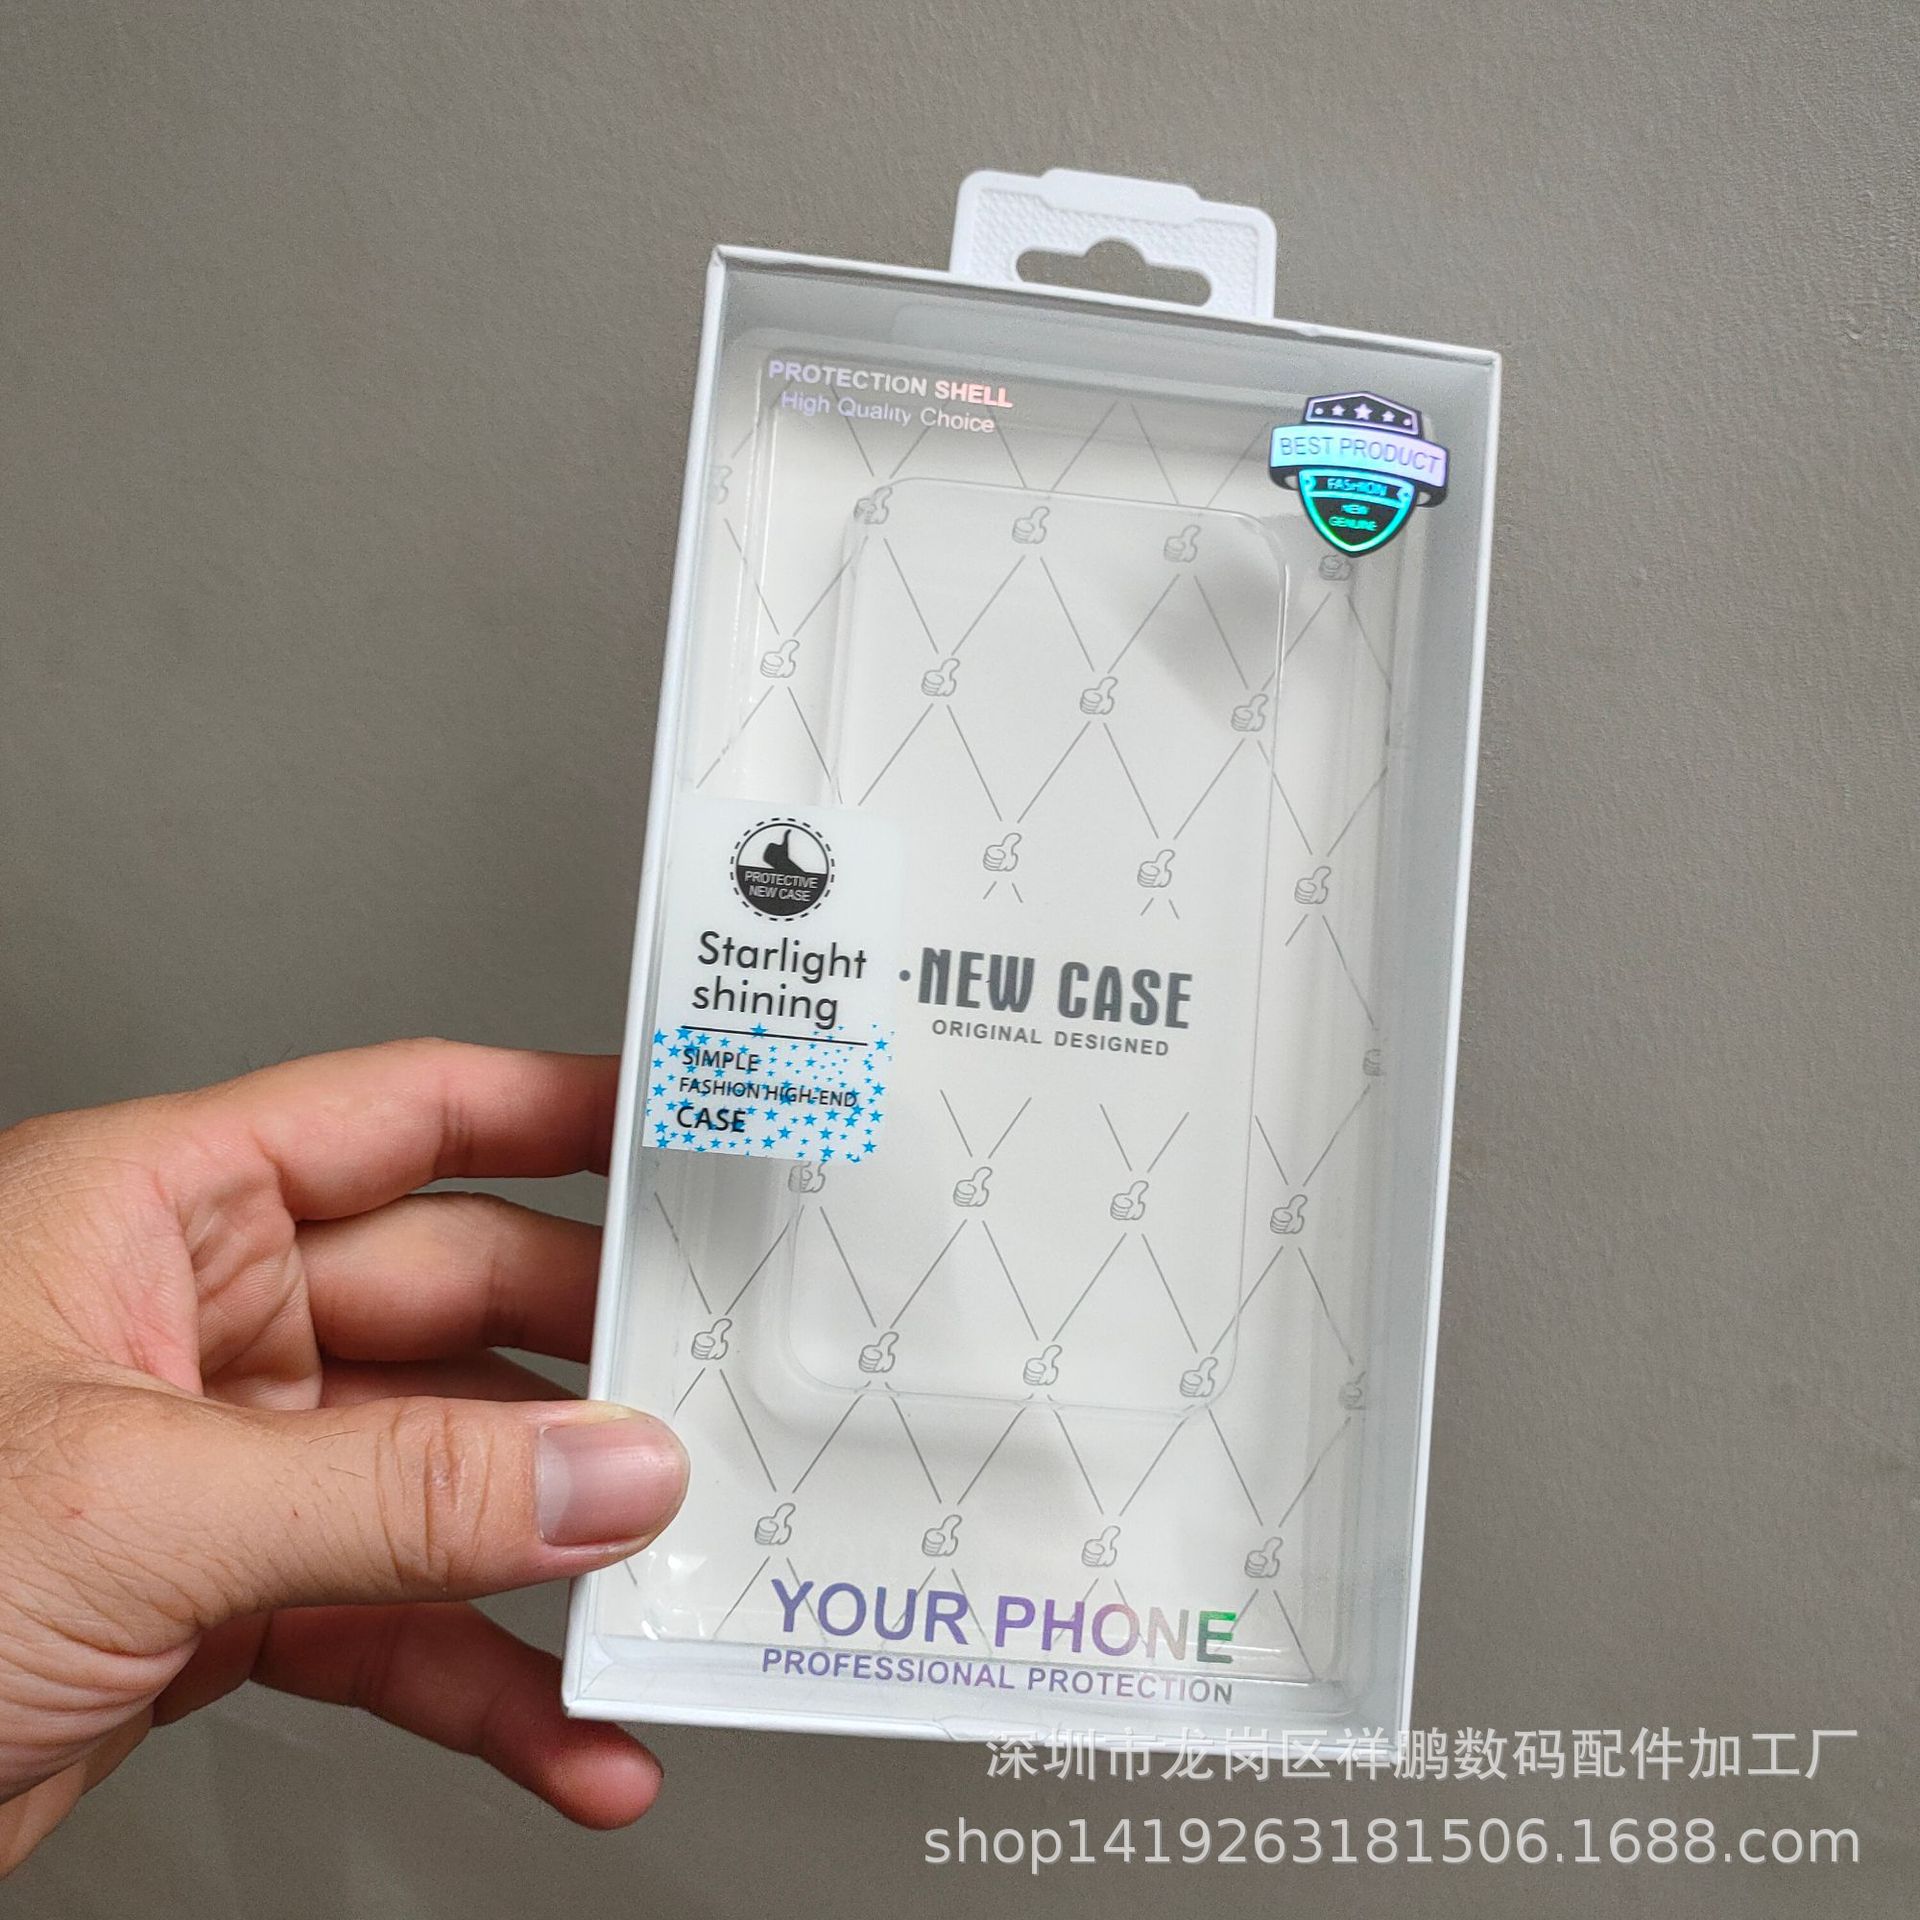 PROTECTION SHELL
High Quality Choice
BEST PRODUCT
FASHION
NEW
GENUINE
PROTECTIVE
NEW CASE
Starlight
shining
SIMPLE
FASHION HIGH-END
CASE
·NEW CASE
ORIGINAL DESIGNED
YOUR PHONE
PROFESSIONAL PROTECTION
深圳市龙岗区祥鹏数码配件加工厂
shop1419263181506.1688.com